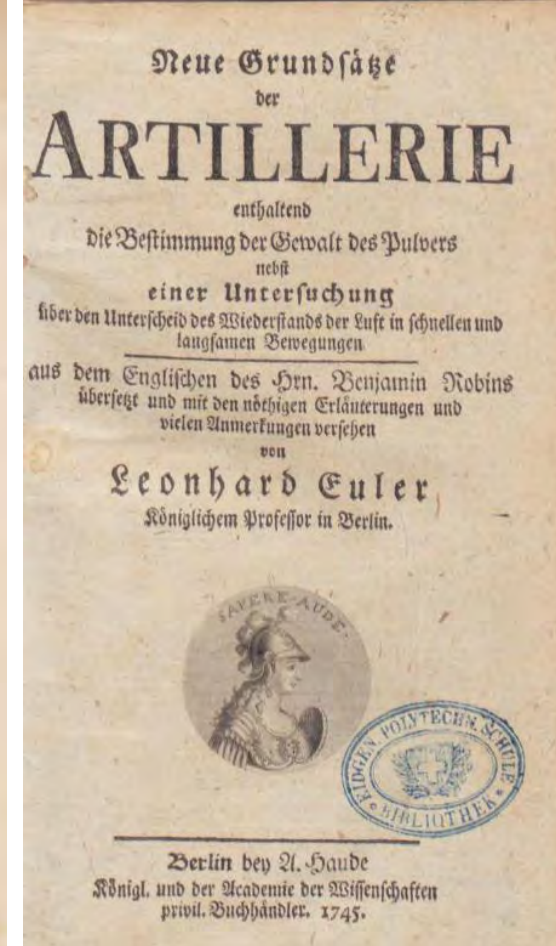 Neue Grundsätze
der
ARTILLERIE
enthaltend
die Bestimmung der Gewalt des Pulvers
nebst
einer Untersuchung
über den Unterscheid des Wiederstands der Luft in schnellen und
langsamen Bewegungen
aus dem Englischen des Hrn. Benjamin Robins
übersetzt und mit den nöthigen Erläuterungen und
vielen Anmerkungen versehen
von
Leonhard Euler
Königlichem Professor in Berlin.
SAPERE AUDE.
EIDGEN. POLYTECHN. SCHULE
* BIBLIOTHEK *
Berlin bey A. Haude
Königl. und der Academie der Wissenschaften
privil. Buchhändler. 1745.